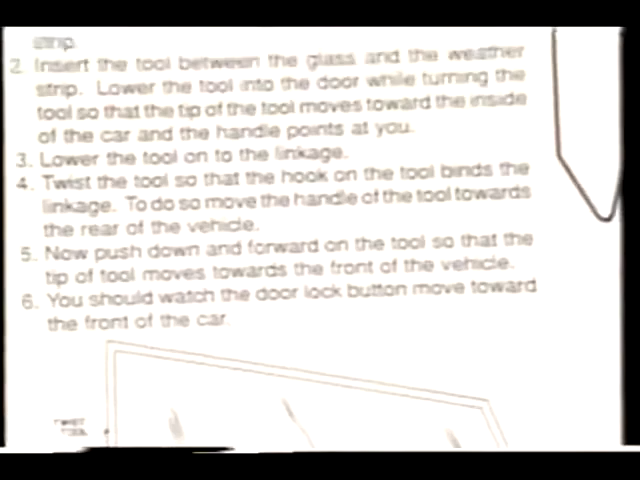 strip.
2. Insert the tool between the glass and the weather
strip. Lower the tool into the door while turning the
tool so that the tip of the tool moves toward the inside
of the car and the handle points at you.
3. Lower the tool on to the linkage.
4. Twist the tool so that the hook on the tool binds the
linkage. To do so move the handle of the tool towards
the rear of the vehicle.
5. Now push down and forward on the tool so that the
tip of tool moves towards the front of the vehicle.
6. You should watch the door lock button move toward
the front of the car.
TWIST
TOOL